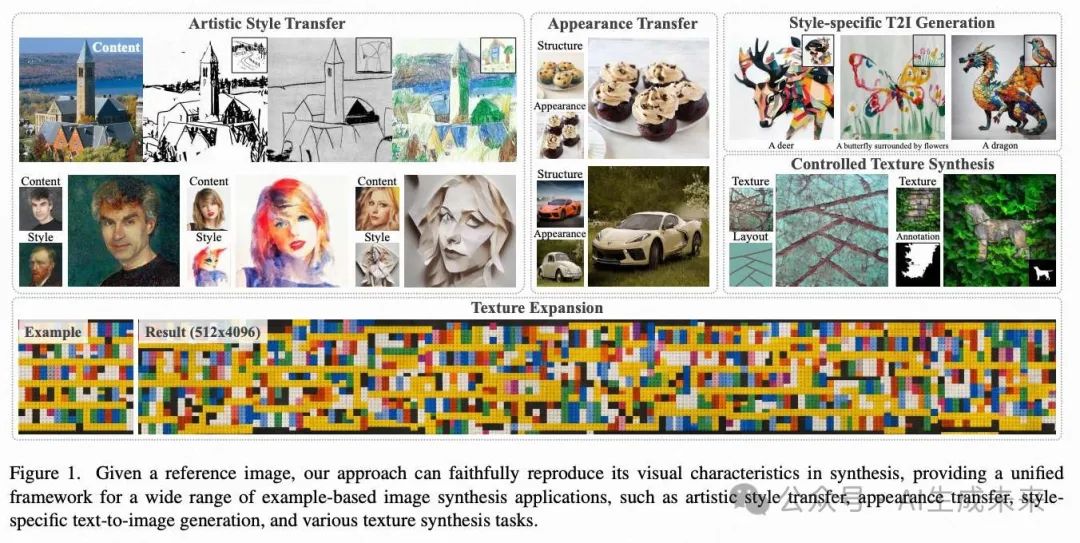 Artistic Style Transfer
Content
Content
Style
Content
Style
Content
Style
Appearance Transfer
Structure
Appearance
Structure
Appearance
Style-specific T2I Generation
A deer
A butterfly surrounded by flowers
A dragon
Controlled Texture Synthesis
Texture
Layout
Texture
Annotation
Texture Expansion
Example
Result (512x4096)
Figure 1. Given a reference image, our approach can faithfully reproduce its visual characteristics in synthesis, providing a unified
framework for a wide range of example-based image synthesis applications, such as artistic style transfer, appearance transfer, style-
specific text-to-image generation, and various texture synthesis tasks.
公众号 · AI生成未来